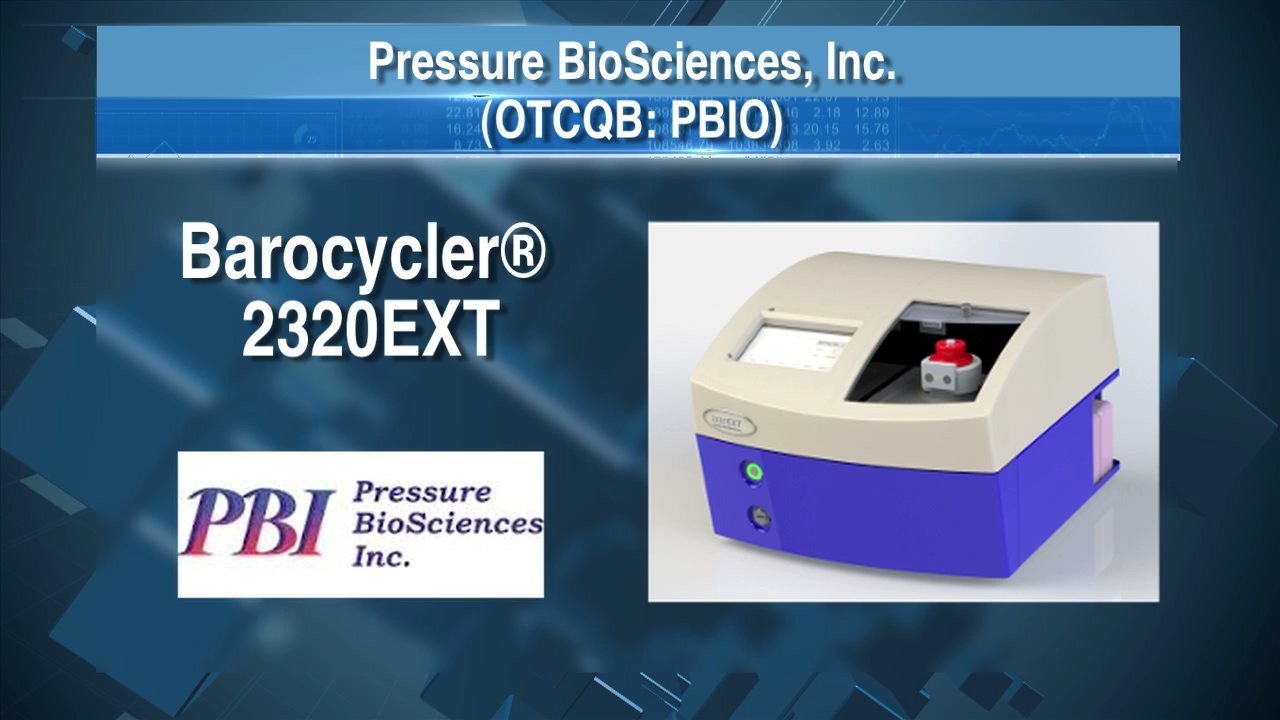 Pressure BioSciences, Inc.
(OTCQB: PBIO)
Barocycler®
2320EXT
PBI
Pressure
BioSciences
Inc.